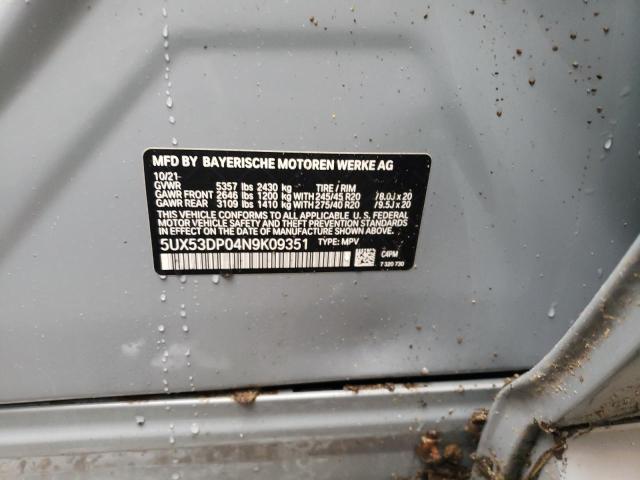 MFD BY BAYERISCHE MOTOREN WERKE AG
10/21
GVWR 5357 lbs 2430 kg TIRE / RIM
GAWR FRONT 2646 lbs 1200 kg WITH 245/45 R20 /8.0J x 20
GAWR REAR 3109 lbs 1410 kg WITH 275/40 R20 /9.5J x 20
THIS VEHICLE CONFORMS TO ALL APPLICABLE U.S. FEDERAL
MOTOR VEHICLE SAFETY STANDARDS IN EFFECT ON THE DATE
OF MANUFACTURE SHOWN ABOVE.
5UX53DP04N9K09351 TYPE: MPV
C4PM
7 320 730